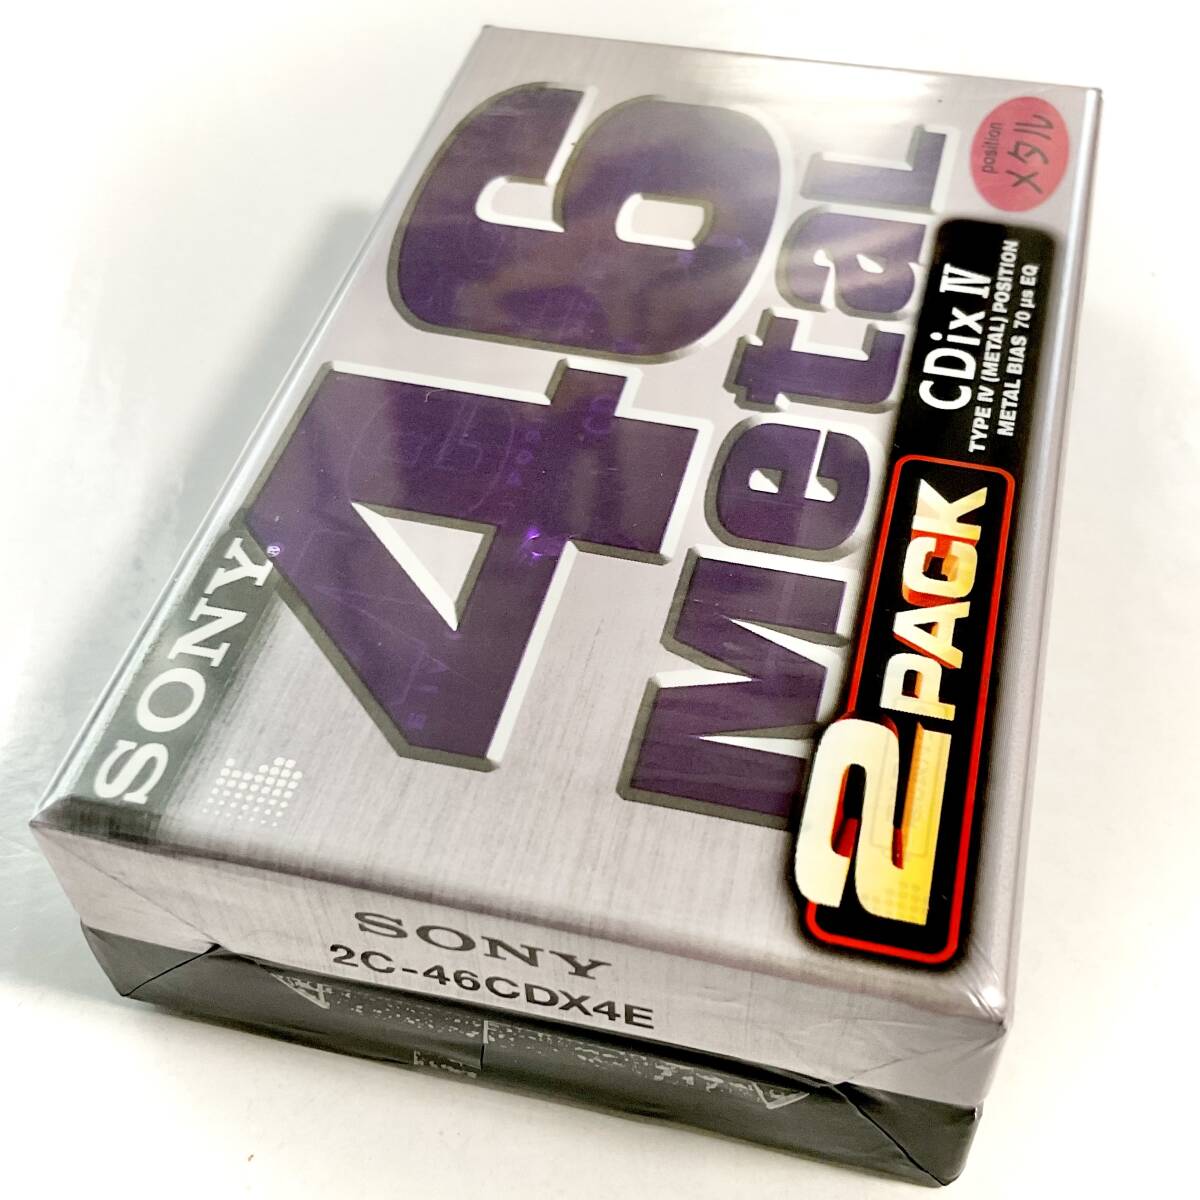 SONY®
46
Metal
position
メタル
CDix IV
TYPE IV (METAL) POSITION
METAL BIAS 70 μs EQ
2 PACK
SONY
2C-46CDX4E